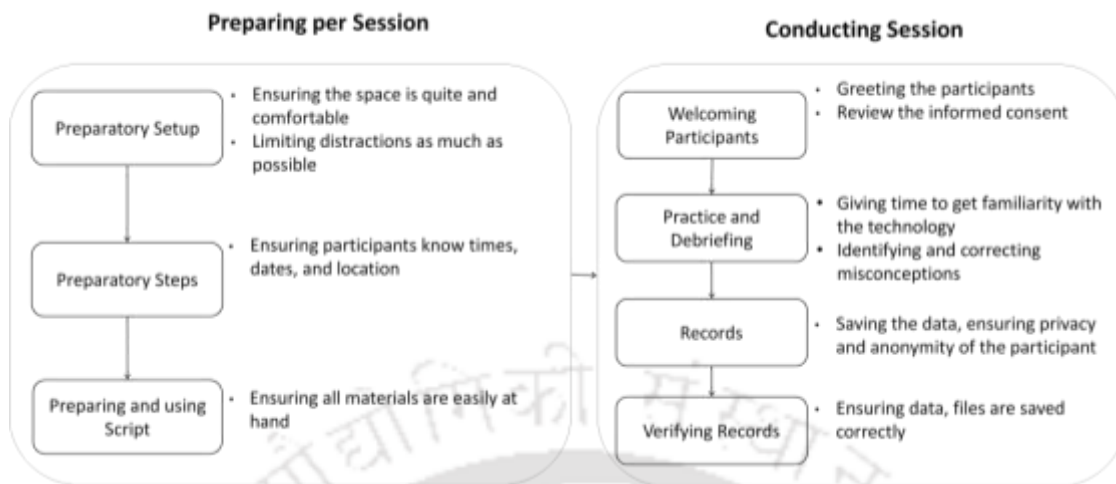 Preparing per Session
Preparatory Setup
· Ensuring the space is quite and
comfortable
· Limiting distractions as much as
possible
Preparatory Steps
· Ensuring participants know times,
dates, and location
Preparing and using
Script
· Ensuring all materials are easily at
hand
Conducting Session
Welcoming
Participants
· Greeting the participants
· Review the informed consent
Practice and
Debriefing
• Giving time to get familiarity with
the technology
• Identifying and correcting
misconceptions
Records
· Saving the data, ensuring privacy
and anonymity of the participant
Verifying Records
· Ensuring data, files are saved
correctly